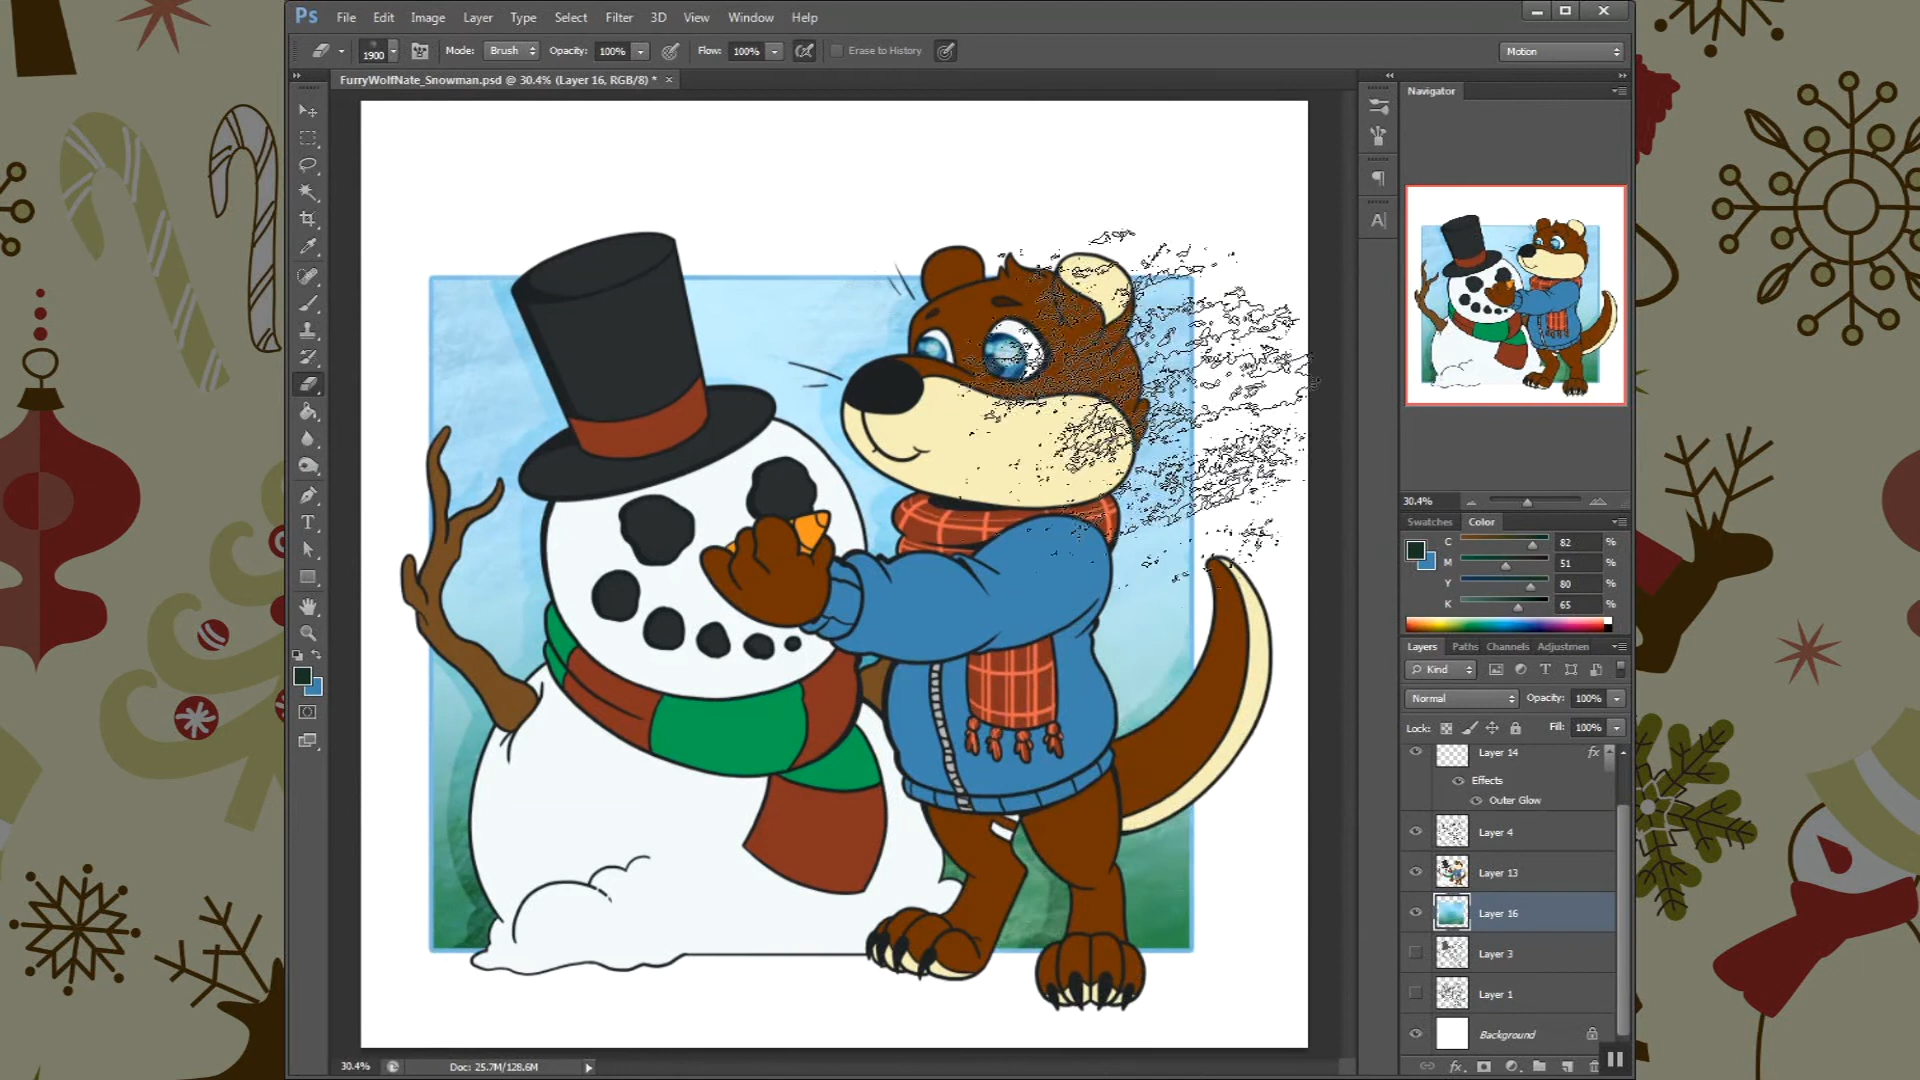 Ps File Edit Image Layer Type Select Filter 3D View Window Help
1900 Mode: Brush Opacity: 100% Flow: 100% Erase to History Motion
FurryWolfNate_Snowman.psd @ 30.4% (Layer 16, RGB/8) * ×
Navigator
30.4%
Swatches Color
C 82 %
M 51 %
Y 80 %
K 65 %
Layers Paths Channels Adjustmen
Kind T
Normal Opacity: 100%
Lock: Fill: 100%
Layer 14 fx
Effects
Outer Glow
Layer 4
Layer 13
Layer 16
Layer 3
Layer 1
Background
30.4% Doc: 25.7M/128.6M fx